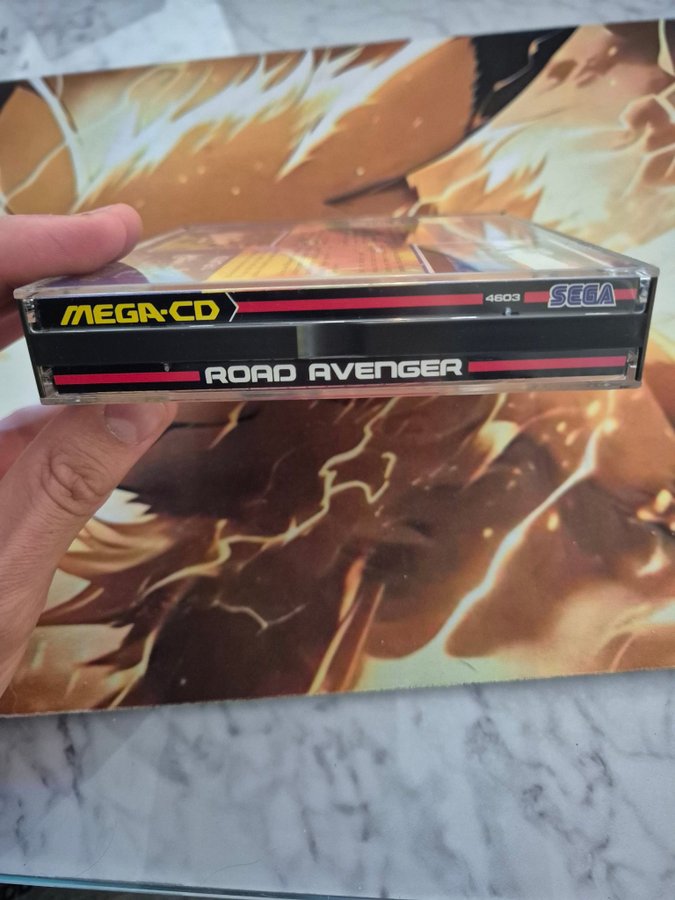 MEGA-CD
4603
SEGA
ROAD AVENGER